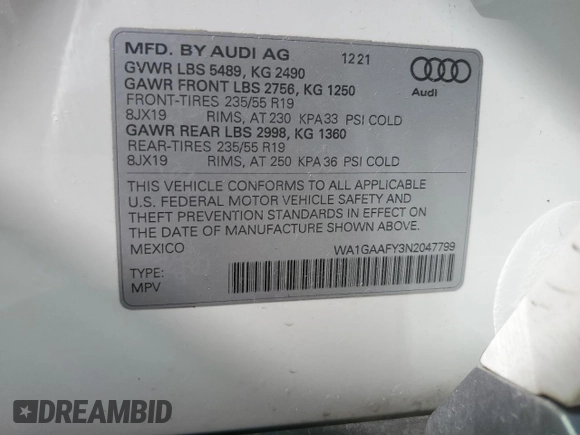 MFD. BY AUDI AG 12 21
GVWR LBS 5489, KG 2490
GAWR FRONT LBS 2756, KG 1250
FRONT-TIRES 235/55 R19
8JX19 RIMS, AT 230 KPA 33 PSI COLD
GAWR REAR LBS 2998, KG 1360
REAR-TIRES 235/55 R19
8JX19 RIMS, AT 250 KPA 36 PSI COLD
Audi
THIS VEHICLE CONFORMS TO ALL APPLICABLE
U.S. FEDERAL MOTOR VEHICLE SAFETY AND
THEFT PREVENTION STANDARDS IN EFFECT ON
THE DATE OF MANUFACTURE SHOWN ABOVE.
MEXICO WA1GAAFY3N2047799
TYPE:
MPV
DREAMBID